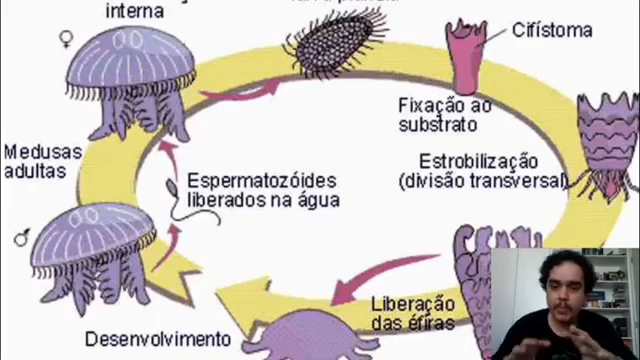 interna
Cifístoma
Fixação ao
substrato
Medusas
adultas
Estrobilização
(divisão transversal)
Espermatozóides
liberados na água
Liberação
das éfiras
Desenvolvimento